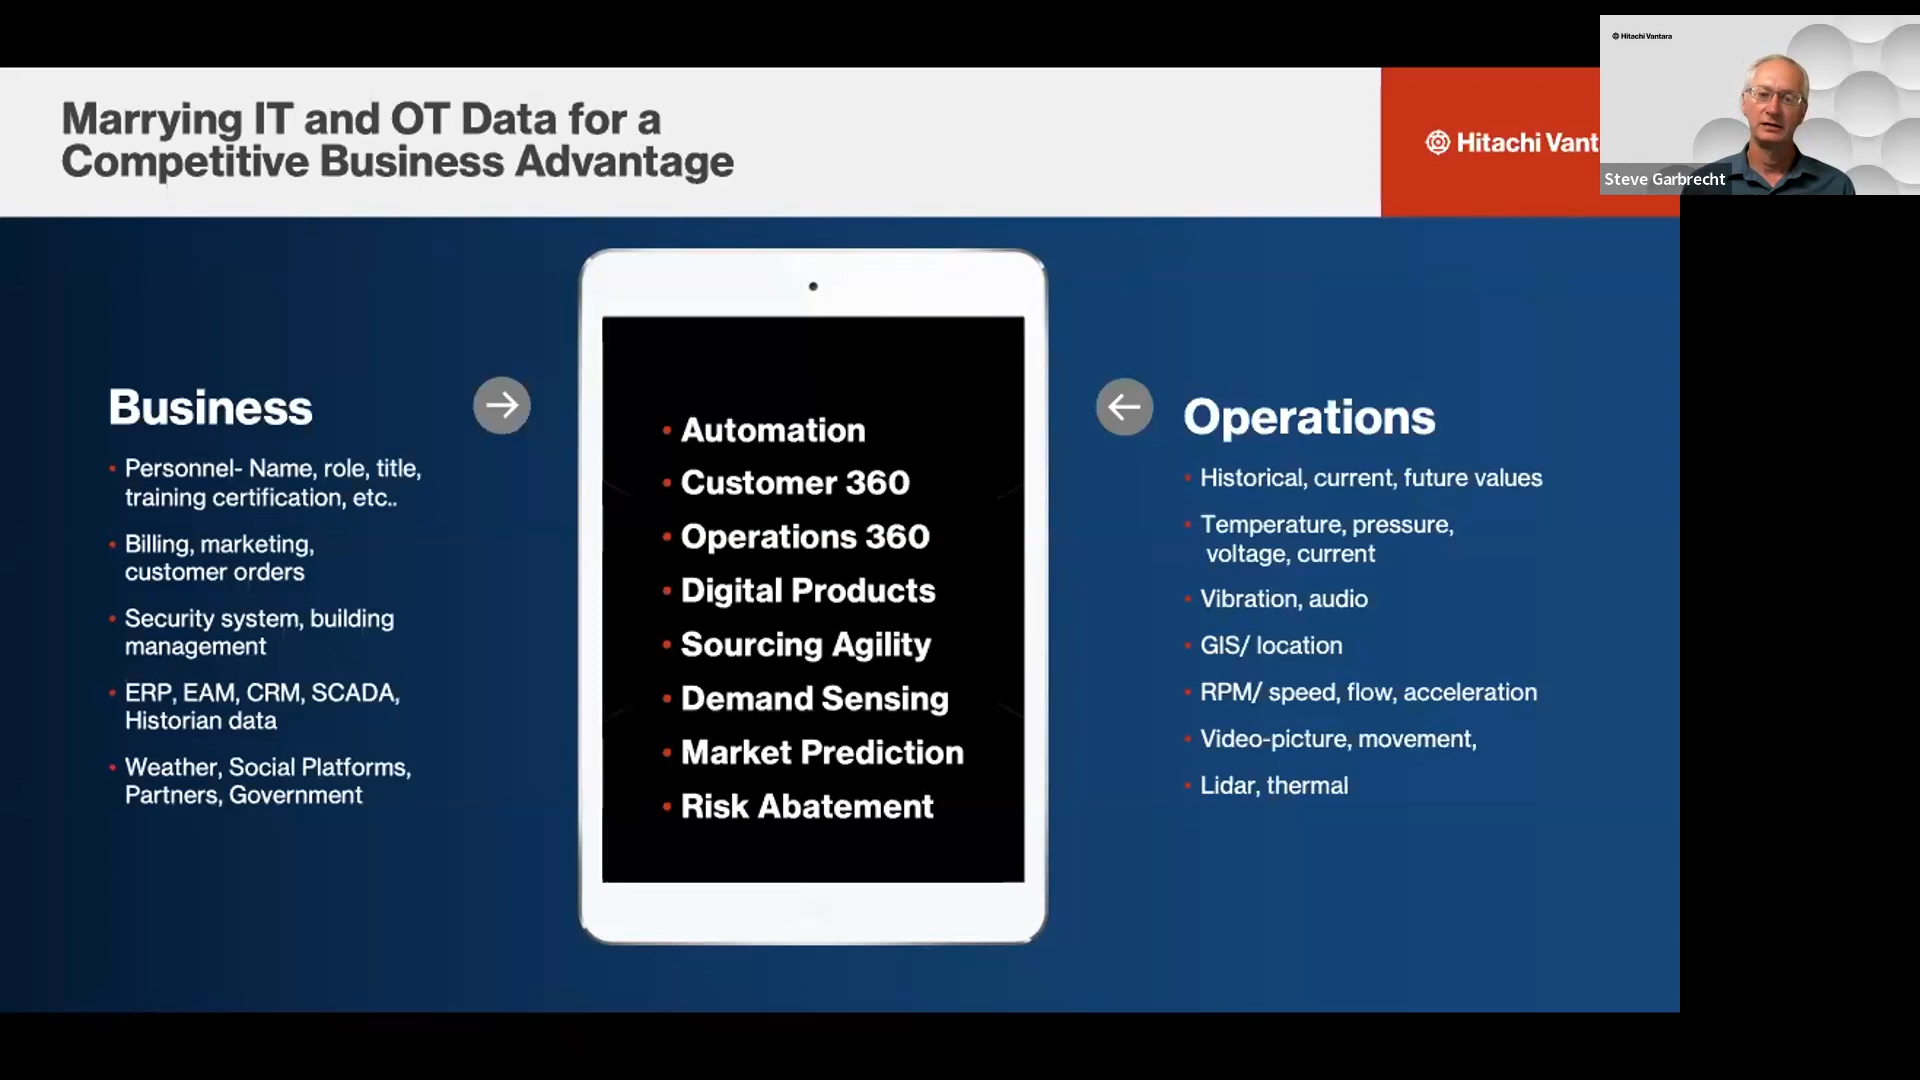 Marrying IT and OT Data for a
Competitive Business Advantage
Hitachi Vant
Hitachi Vantara
Steve Garbrecht
Business
• Personnel- Name, role, title,
training certification, etc..
• Billing, marketing,
customer orders
• Security system, building
management
• ERP, EAM, CRM, SCADA,
Historian data
• Weather, Social Platforms,
Partners, Government
• Automation
• Customer 360
• Operations 360
• Digital Products
• Sourcing Agility
• Demand Sensing
• Market Prediction
• Risk Abatement
Operations
• Historical, current, future values
• Temperature, pressure,
voltage, current
• Vibration, audio
• GIS/ location
• RPM/ speed, flow, acceleration
• Video-picture, movement,
• Lidar, thermal